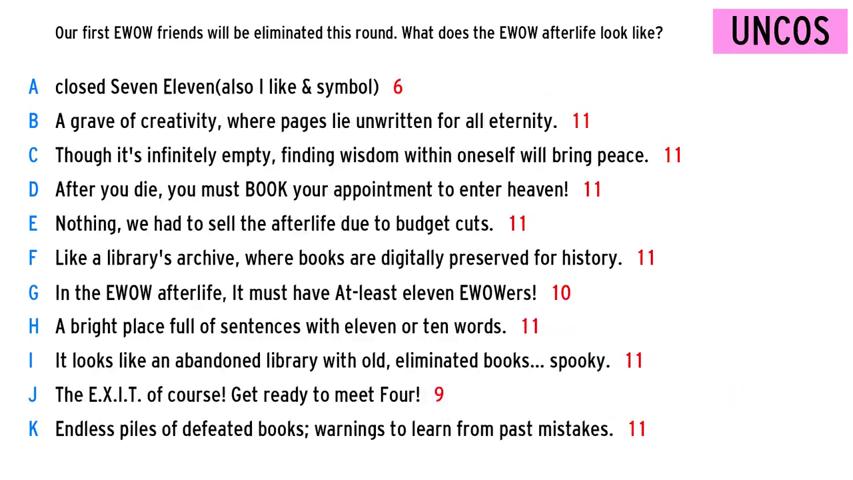 Our first EWOW friends will be eliminated this round. What does the EWOW afterlife look like?
UNCOS
A closed Seven Eleven(also I like & symbol) 6
B A grave of creativity, where pages lie unwritten for all eternity. 11
C Though it's infinitely empty, finding wisdom within oneself will bring peace. 11
D After you die, you must BOOK your appointment to enter heaven! 11
E Nothing, we had to sell the afterlife due to budget cuts. 11
F Like a library's archive, where books are digitally preserved for history. 11
G In the EWOW afterlife, It must have At-least eleven EWOWers! 10
H A bright place full of sentences with eleven or ten words. 11
I It looks like an abandoned library with old, eliminated books... spooky. 11
J The E.X.I.T. of course! Get ready to meet Four! 9
K Endless piles of defeated books; warnings to learn from past mistakes. 11